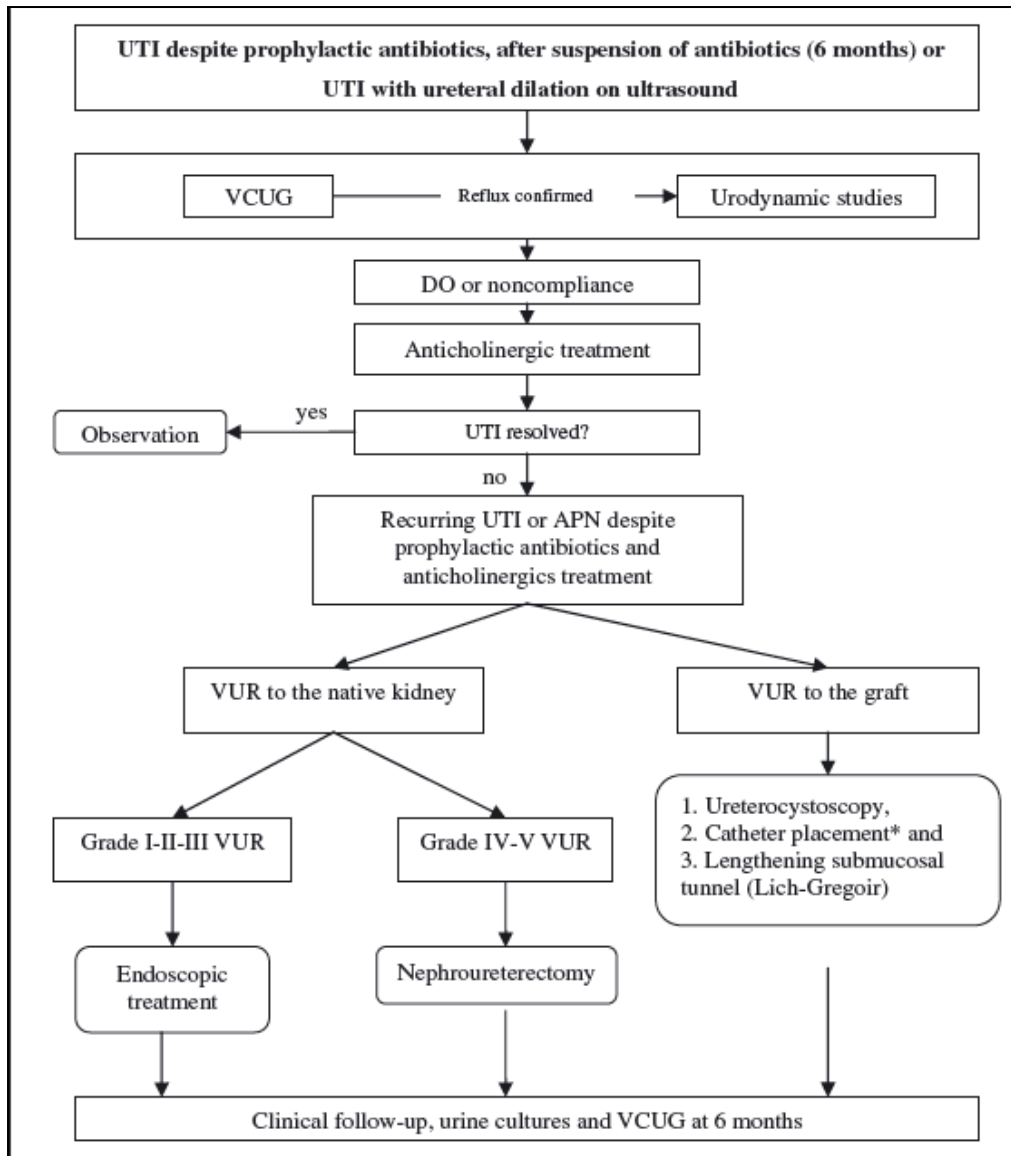 UTI despite prophylactic antibiotics, after suspension of antibiotics (6 months) or
UTI with ureteral dilation on ultrasound
VCUG
Reflux confirmed
Urodynamic studies
DO or noncompliance
Anticholinergic treatment
yes
Observation
UTI resolved?
no
Recurring UTI or APN despite
prophylactic antibiotics and
anticholinergics treatment
VUR to the native kidney
VUR to the graft
Grade I-II-III VUR
Grade IV-V VUR
1. Ureterocystoscopy,
2. Catheter placement* and
3. Lengthening submucosal
tunnel (Lich-Gregoir)
Endoscopic
treatment
Nephroureterectomy
Clinical follow-up, urine cultures and VCUG at 6 months